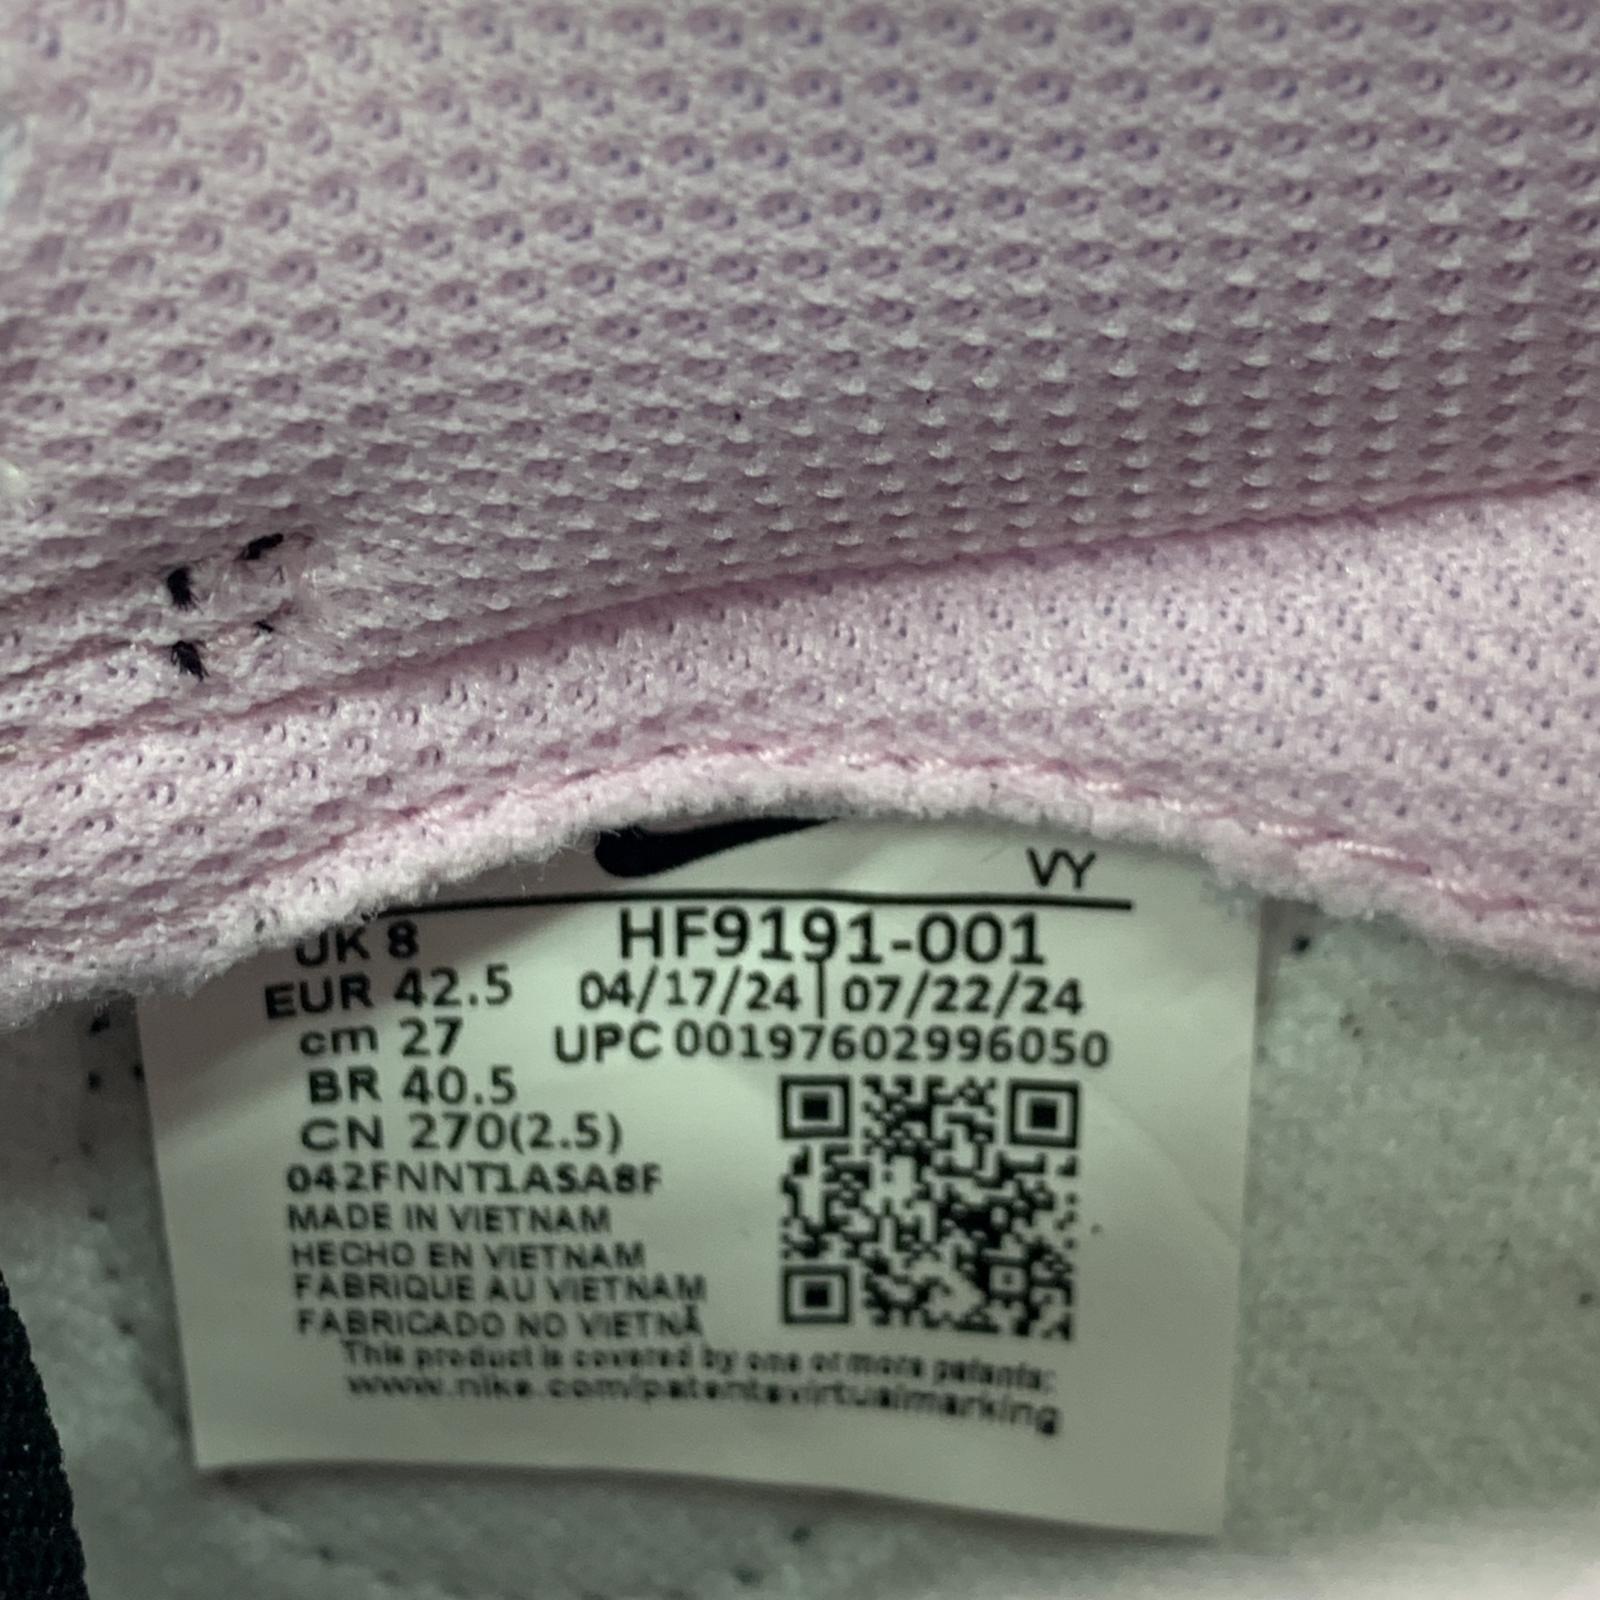 VY
UK 8
HF9191-001
EUR 42.5
04/17/24 | 07/22/24
cm 27
UPC 00197602996050
BR 40.5
CN 270(2.5)
042FNNT1ASA8F
MADE IN VIETNAM
HECHO EN VIETNAM
FABRIQUE AU VIETNAM
FABRICADO NO VIETNÃ
This product is covered by one or more patents:
www.nike.com/patentsvirtualmarking